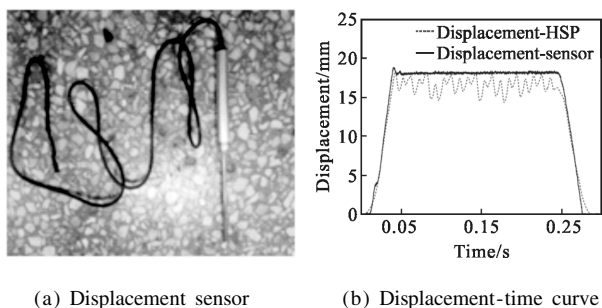 25
20
15
10
5
0
Displacement/mm
Displacement-HSP
Displacement-sensor
0.05 0.15 0.25
Time/s
(a) Displacement sensor
(b) Displacement-time curve